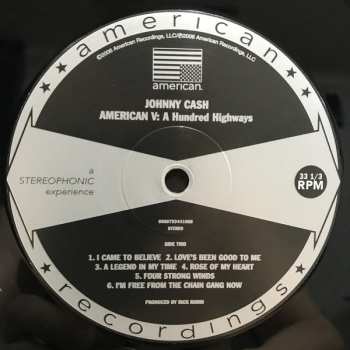 american
©2006 American Recordings, LLC/℗2006 American Recordings, LLC
american.
JOHNNY CASH
AMERICAN V: A Hundred Highways
a
STEREOPHONIC
experience
33 1/3
RPM
STEREO
SIDE TWO
1. I CAME TO BELIEVE 2. LOVE'S BEEN GOOD TO ME
3. A LEGEND IN MY TIME 4. ROSE OF MY HEART
5. FOUR STRONG WINDS
6. I'M FREE FROM THE CHAIN GANG NOW
PRODUCED BY RICK RUBIN
recordings